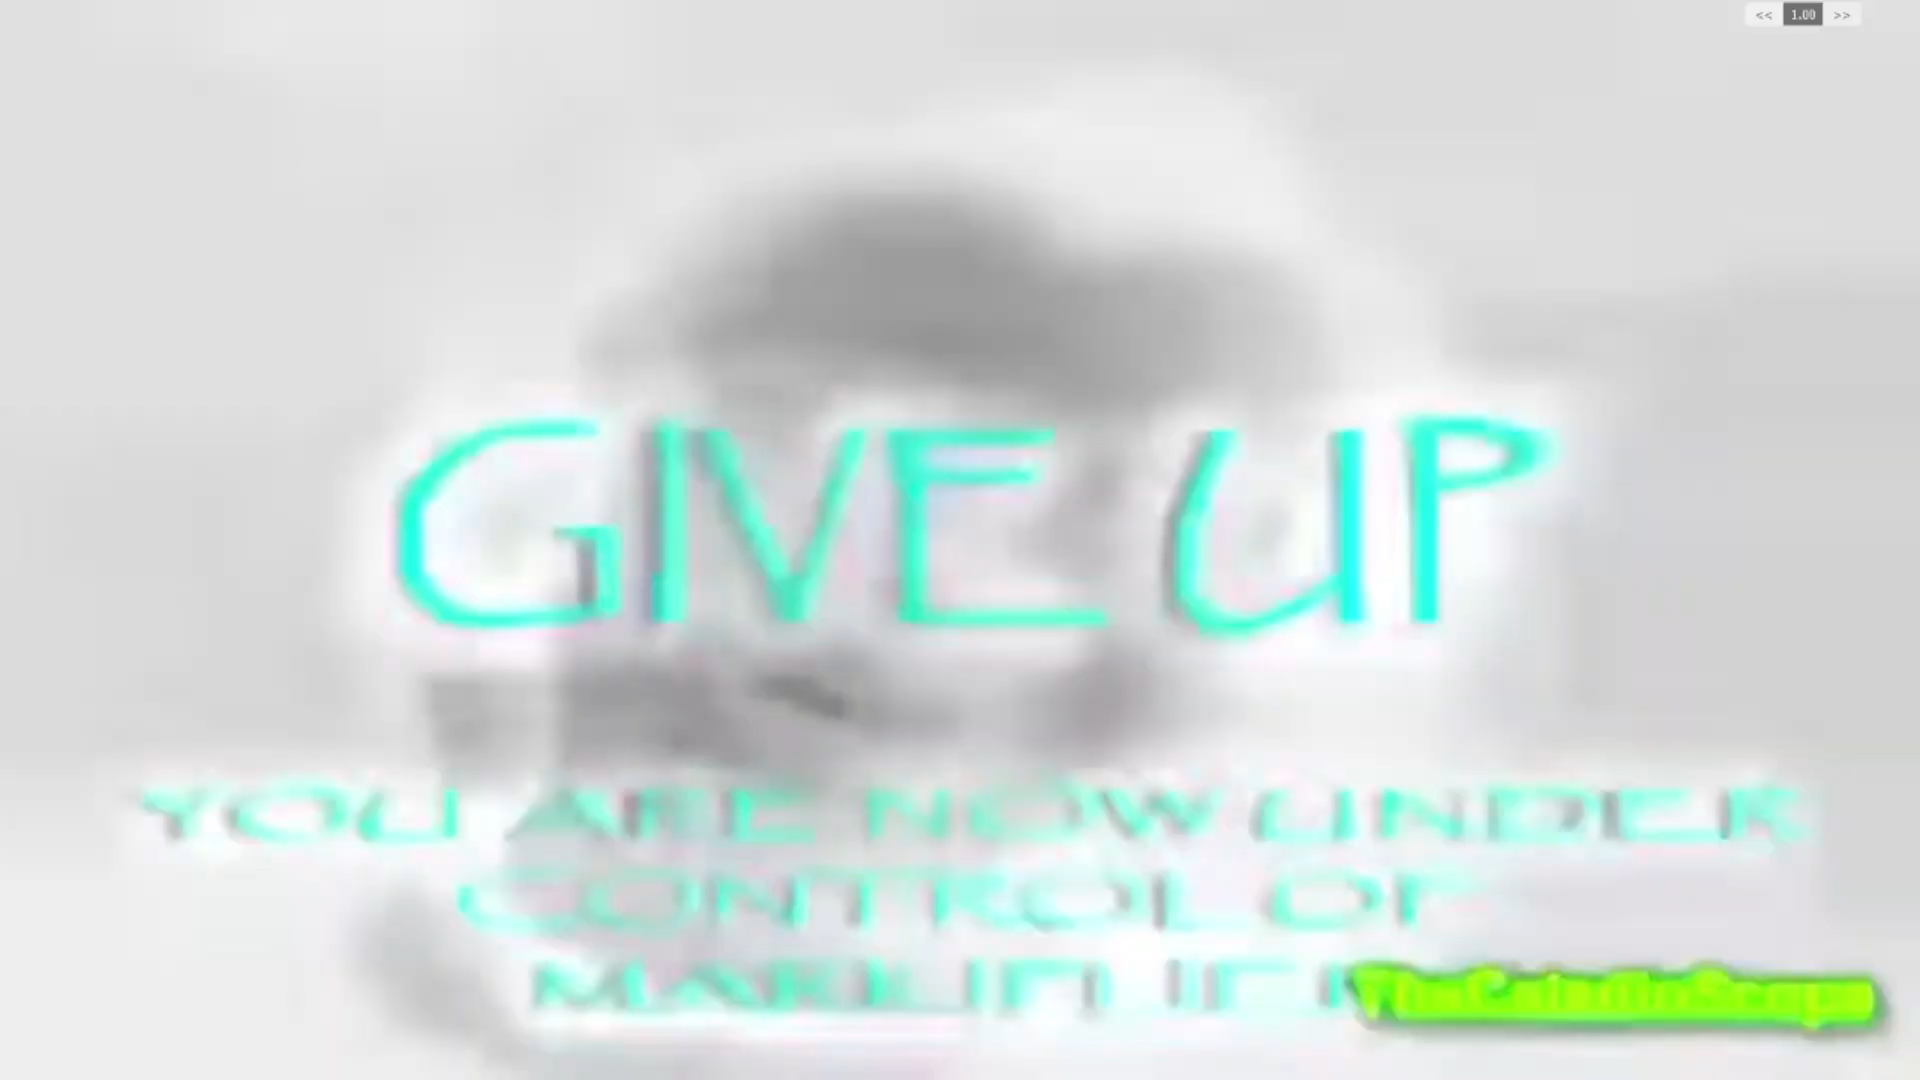 << 1.00 >>
GIVE UP
YOU ARE NOW UNDER
CONTROL OF